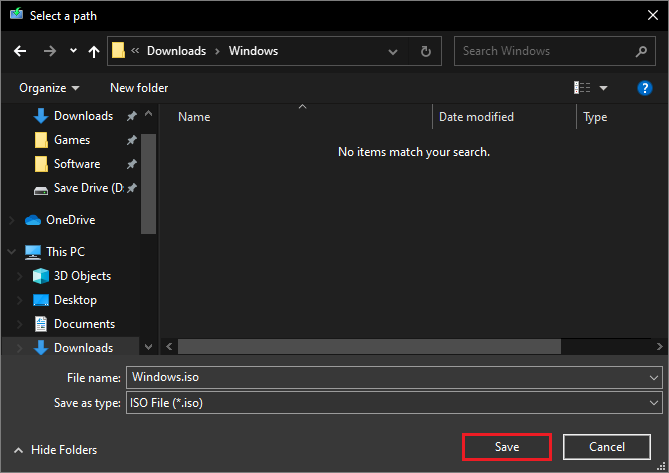 Select a path
« Downloads > Windows
Search Windows
Organize
New folder
?
Name
Date modified
Type
No items match your search.
Downloads
Games
Software
Save Drive (D:
OneDrive
This PC
3D Objects
Desktop
Documents
Downloads
File name: Windows.iso
Save as type: ISO File (*.iso)
Hide Folders
Save
Cancel